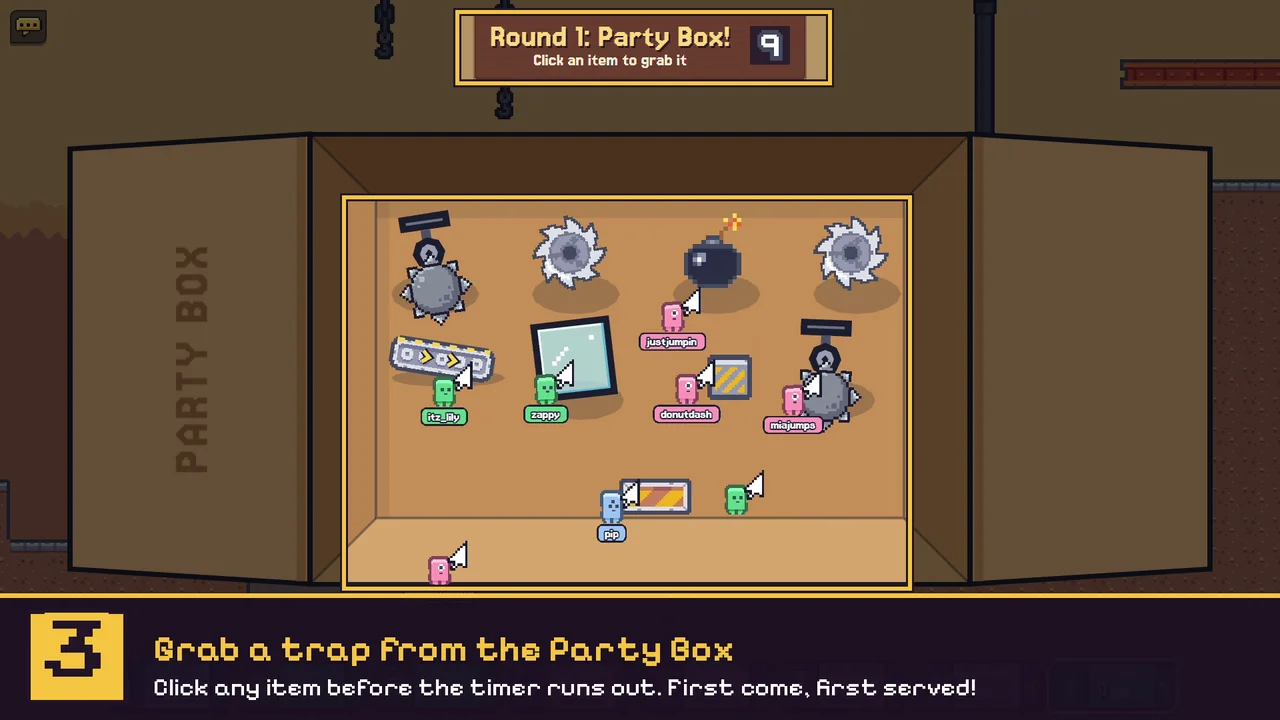 Round 1: Party Box!
9
Click an item to grab it
PARTY BOX
justjumpin
itz_lily
zappy
donutdash
miajumps
pip
3
Grab a trap from the Party Box
Click any item before the timer runs out. First come, first served!